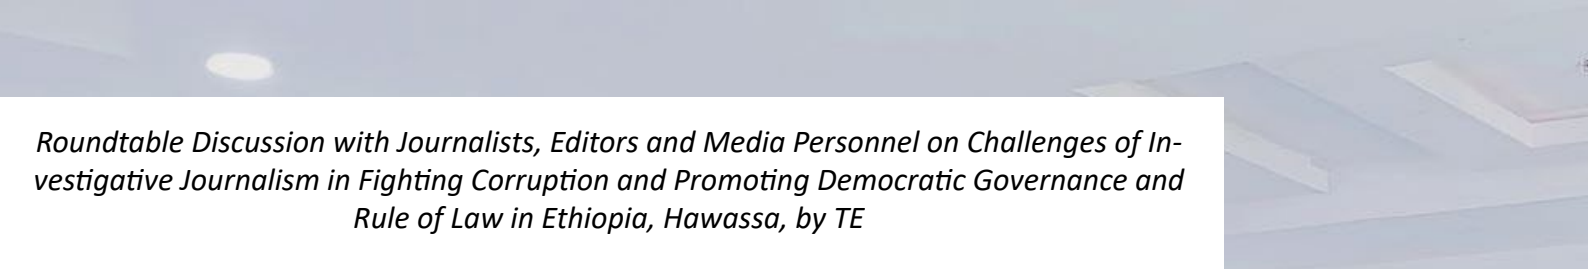 Roundtable Discussion with Journalists, Editors and Media Personnel on Challenges of In-
vestigative Journalism in Fighting Corruption and Promoting Democratic Governance and
Rule of Law in Ethiopia, Hawassa, by TE